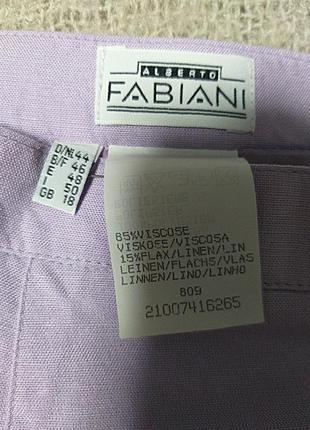 ALBERTO
FABIANI
D/NL 44
B/F 46
E 48
I 50
GB 18
85%VISCOSE
VISKOSE/VISCOSA
15%FLAX/LINEN/LIN
LEINEN/FLACHS/VLAS
LINNEN/LINO/LINHO
809
21007416265